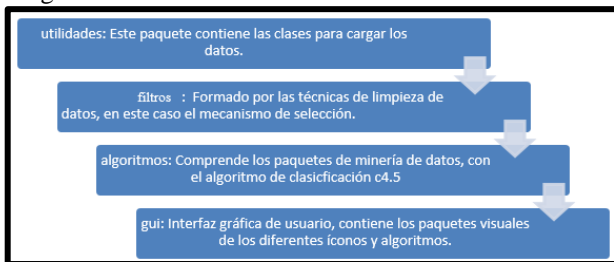 utilidades: Este paquete contiene las clases para cargar los
datos.
filtros : Formado por las técnicas de limpieza de
datos, en este caso el mecanismo de selección.
algoritmos: Comprende los paquetes de minería de datos, con
el algoritmo de clasicficación c4.5
gui: Interfaz gráfica de usuario, contiene los paquetes visuales
de los diferentes íconos y algoritmos.